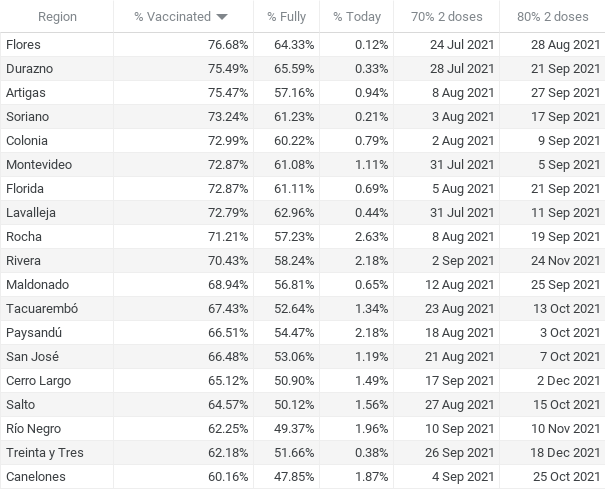 Region % Vaccinated % Fully % Today 70% 2 doses 80% 2 doses
Flores 76.68% 64.33% 0.12% 24 Jul 2021 28 Aug 2021
Durazno 75.49% 65.59% 0.33% 28 Jul 2021 21 Sep 2021
Artigas 75.47% 57.16% 0.94% 8 Aug 2021 27 Sep 2021
Soriano 73.24% 61.23% 0.21% 3 Aug 2021 17 Sep 2021
Colonia 72.99% 60.22% 0.79% 2 Aug 2021 9 Sep 2021
Montevideo 72.87% 61.08% 1.11% 31 Jul 2021 5 Sep 2021
Florida 72.87% 61.11% 0.69% 5 Aug 2021 21 Sep 2021
Lavalleja 72.79% 62.96% 0.44% 31 Jul 2021 11 Sep 2021
Rocha 71.21% 57.23% 2.63% 8 Aug 2021 19 Sep 2021
Rivera 70.43% 58.24% 2.18% 2 Sep 2021 24 Nov 2021
Maldonado 68.94% 56.81% 0.65% 12 Aug 2021 25 Sep 2021
Tacuarembó 67.43% 52.64% 1.34% 23 Aug 2021 13 Oct 2021
Paysandú 66.51% 54.47% 2.18% 18 Aug 2021 3 Oct 2021
San José 66.48% 53.06% 1.19% 21 Aug 2021 7 Oct 2021
Cerro Largo 65.12% 50.90% 1.49% 17 Sep 2021 2 Dec 2021
Salto 64.57% 50.12% 1.56% 27 Aug 2021 15 Oct 2021
Río Negro 62.25% 49.37% 1.96% 10 Sep 2021 10 Nov 2021
Treinta y Tres 62.18% 51.66% 0.38% 26 Sep 2021 18 Dec 2021
Canelones 60.16% 47.85% 1.87% 4 Sep 2021 25 Oct 2021